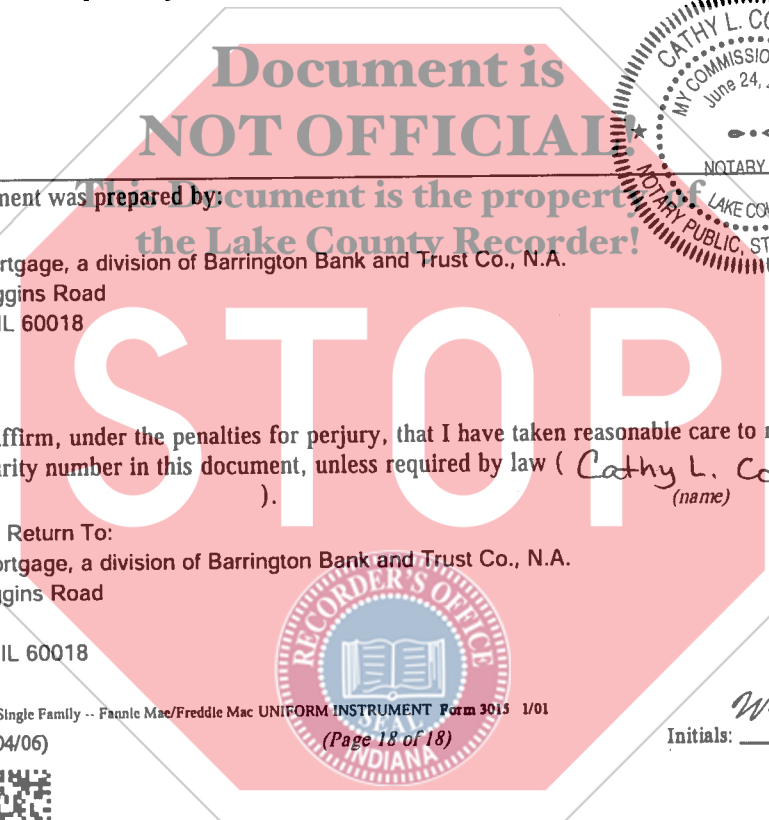 Document is
NOT OFFICIAL!
CATHY L. CO
MY COMMISSIO
June 24,
NOTARY
LAKE COU
NOTARY PUBLIC, ST
This Document is the property of
ment was prepared by:
the Lake County Recorder!
rtgage, a division of Barrington Bank and Trust Co., N.A.
ggins Road
IL 60018
STOP
affirm, under the penalties for perjury, that I have taken reasonable care to
urity number in this document, unless required by law ( Cathy L. Co
(name)
).
Return To:
ortgage, a division of Barrington Bank and Trust Co., N.A.
ggins Road
IL 60018
RECORDER'S OFFICE
SEAL
INDIANA
Single Family -- Fannie Mae/Freddie Mac UNIFORM INSTRUMENT Form 3015 1/01
04/06)
(Page 18 of 18)
Initials: